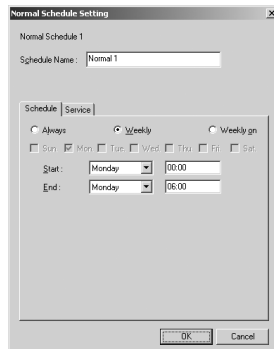 Normal Schedule Setting
Normal Schedule 1
Schedule Name : Normal 1
Schedule Service
Always Weekly Weekly on
Sun Mon Tue Wed. Thu. Fri Sat.
Start : Monday 00:00
End : Monday 06:00
OK Cancel